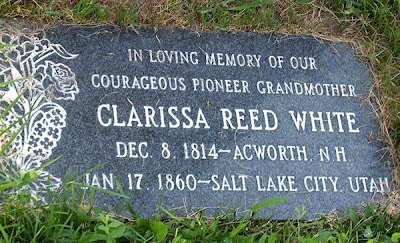 IN LOVING MEMORY OF OUR
COURAGEOUS PIONEER GRANDMOTHER
CLARISSA REED WHITE
DEC. 8, 1814~ACWORTH, N.H.
JAN. 17, 1860~SALT LAKE CITY, UTAH